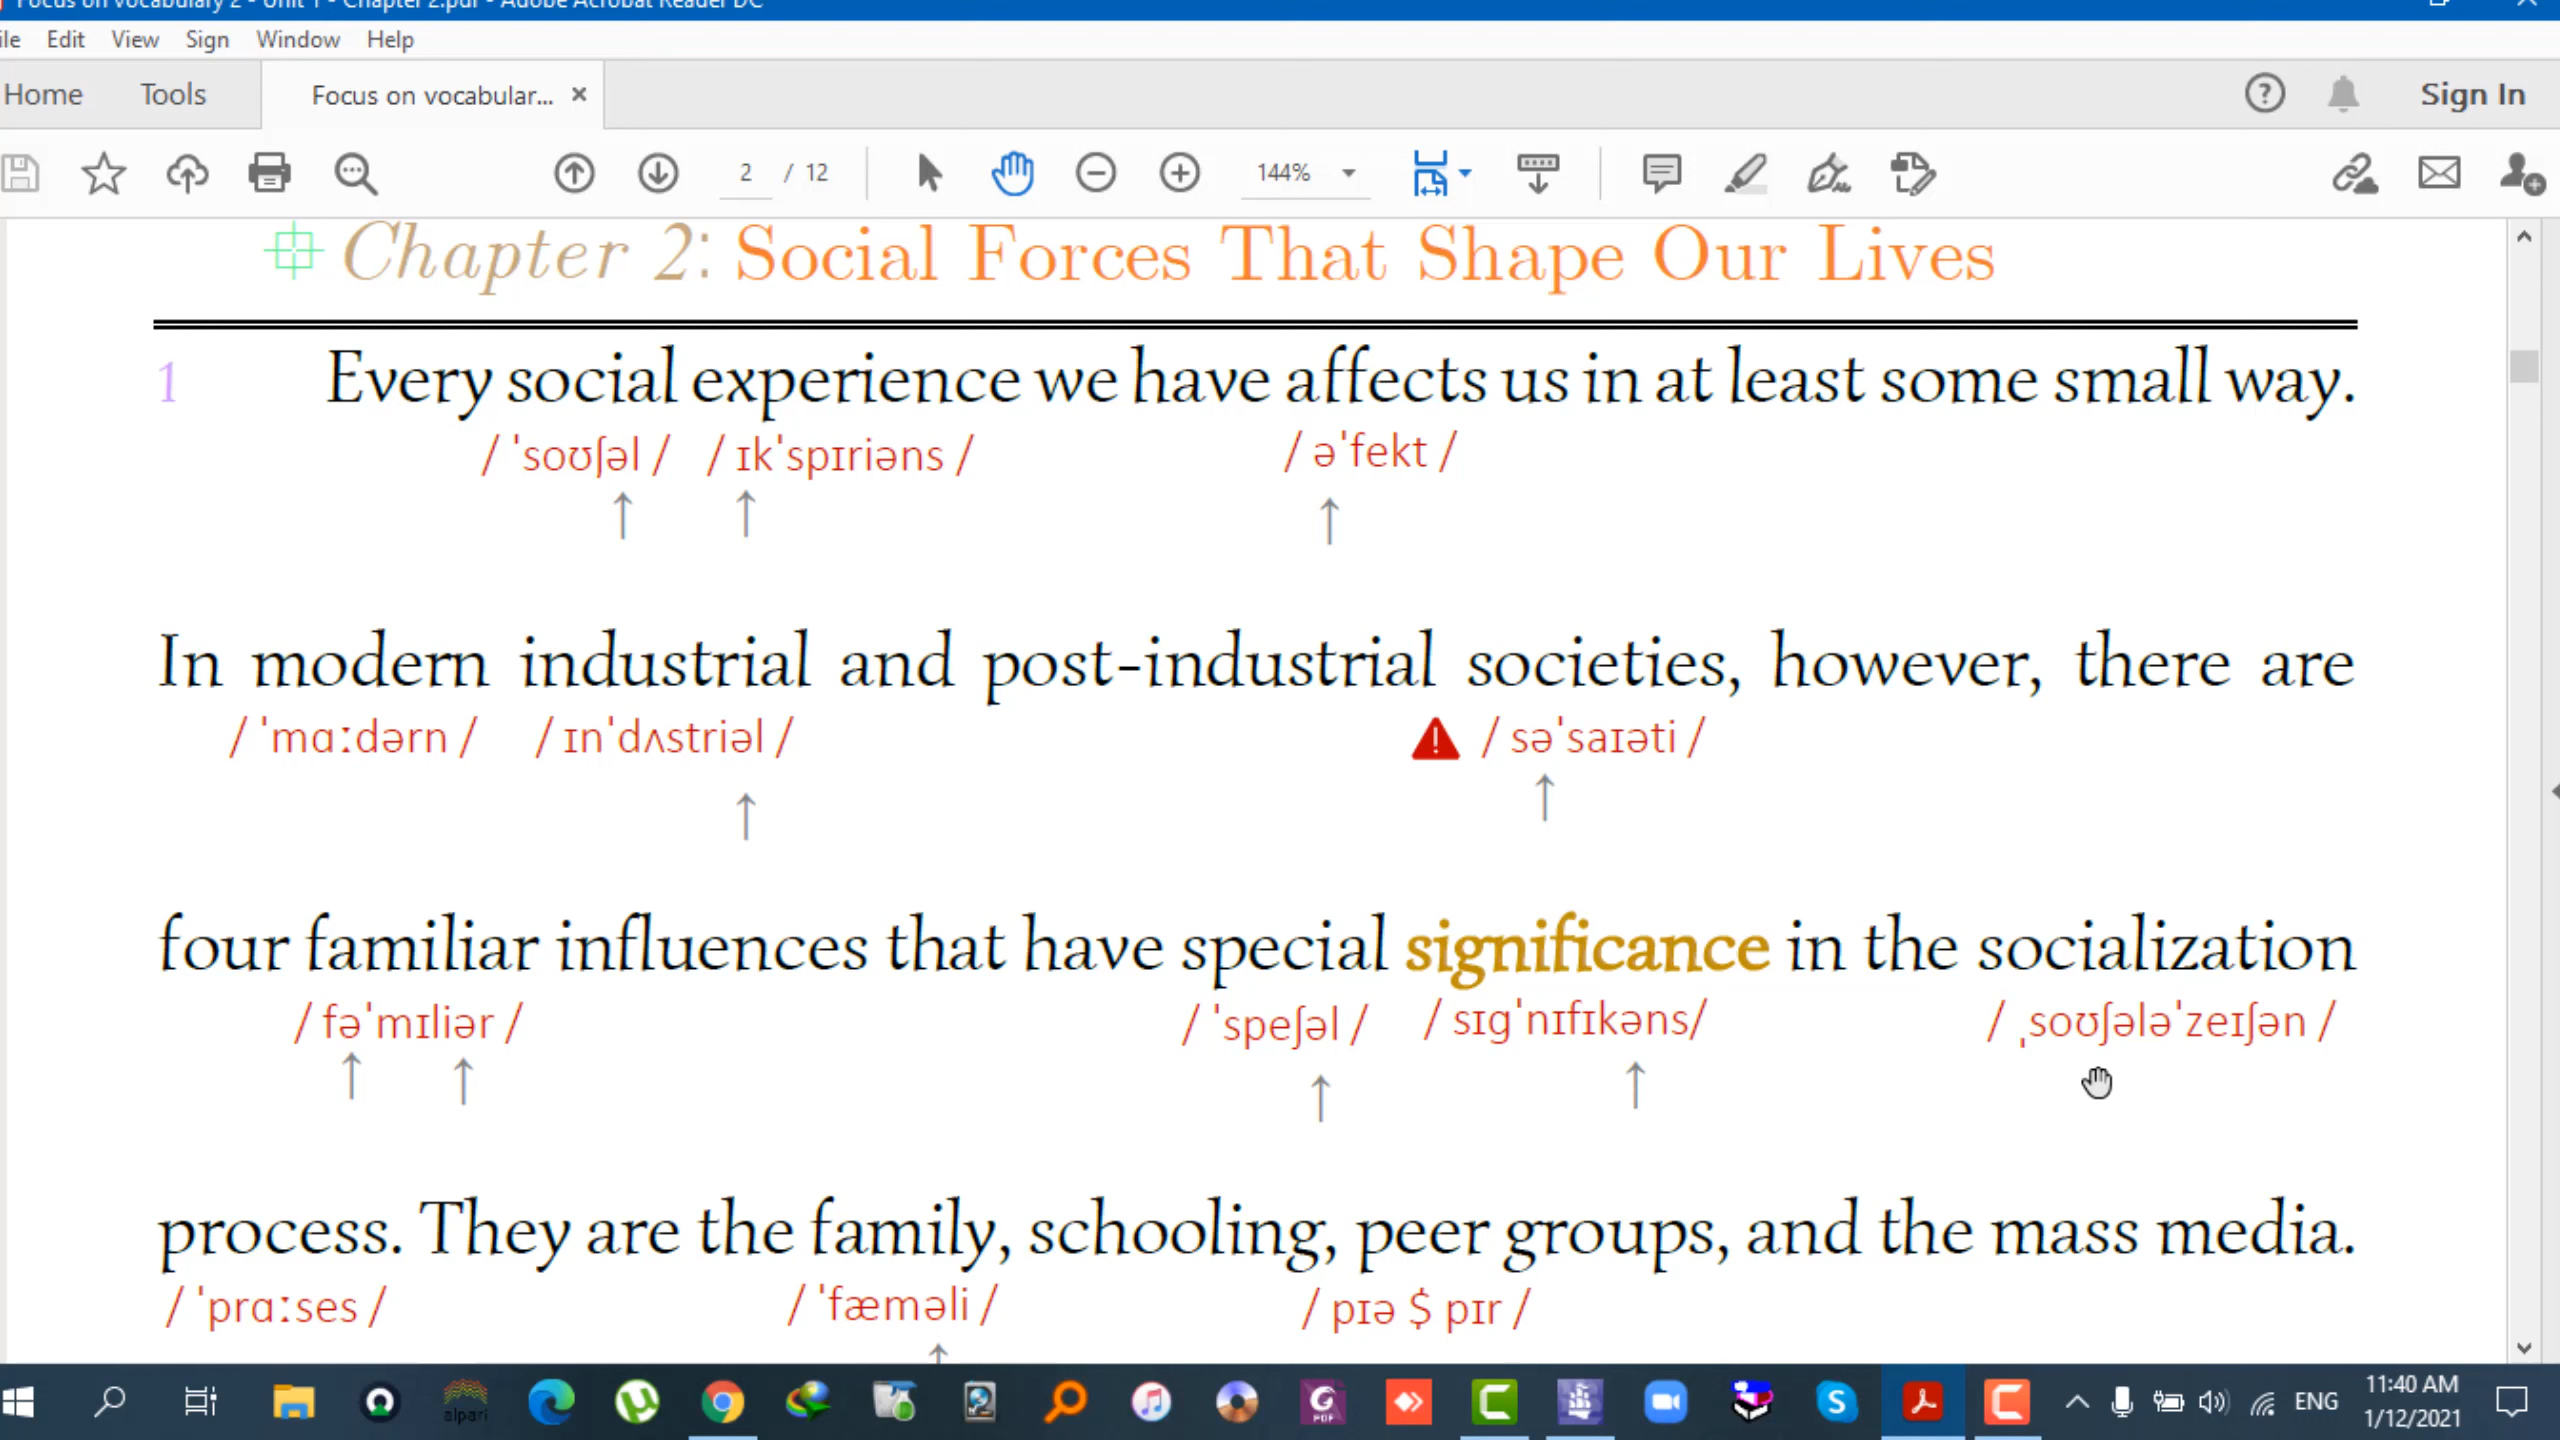 Focus on vocabulary 2 - Unit 1 - Chapter 2.pdf - Adobe Acrobat Reader DC
ile Edit View Sign Window Help
Home Tools Focus on vocabular... × Sign In
2 / 12 144%
Chapter 2: Social Forces That Shape Our Lives
1 Every social experience we have affects us in at least some small way.
/ ˈsoʊʃəl / / ɪkˈspɪriəns / / əˈfekt /
↑ ↑ ↑
In modern industrial and post-industrial societies, however, there are
/ ˈmɑːdərn / / ɪnˈdʌstriəl / / səˈsaɪəti /
↑ ↑
four familiar influences that have special significance in the socialization
/ fəˈmɪliər / / ˈspeʃəl / / sɪgˈnɪfɪkəns/ / ˌsoʊʃələˈzeɪʃən /
↑ ↑ ↑ ↑
process. They are the family, schooling, peer groups, and the mass media.
/ ˈprɑːses / / ˈfæməli / / pɪə $ pɪr /
↑
alpari ENG 11:40 AM
1/12/2021